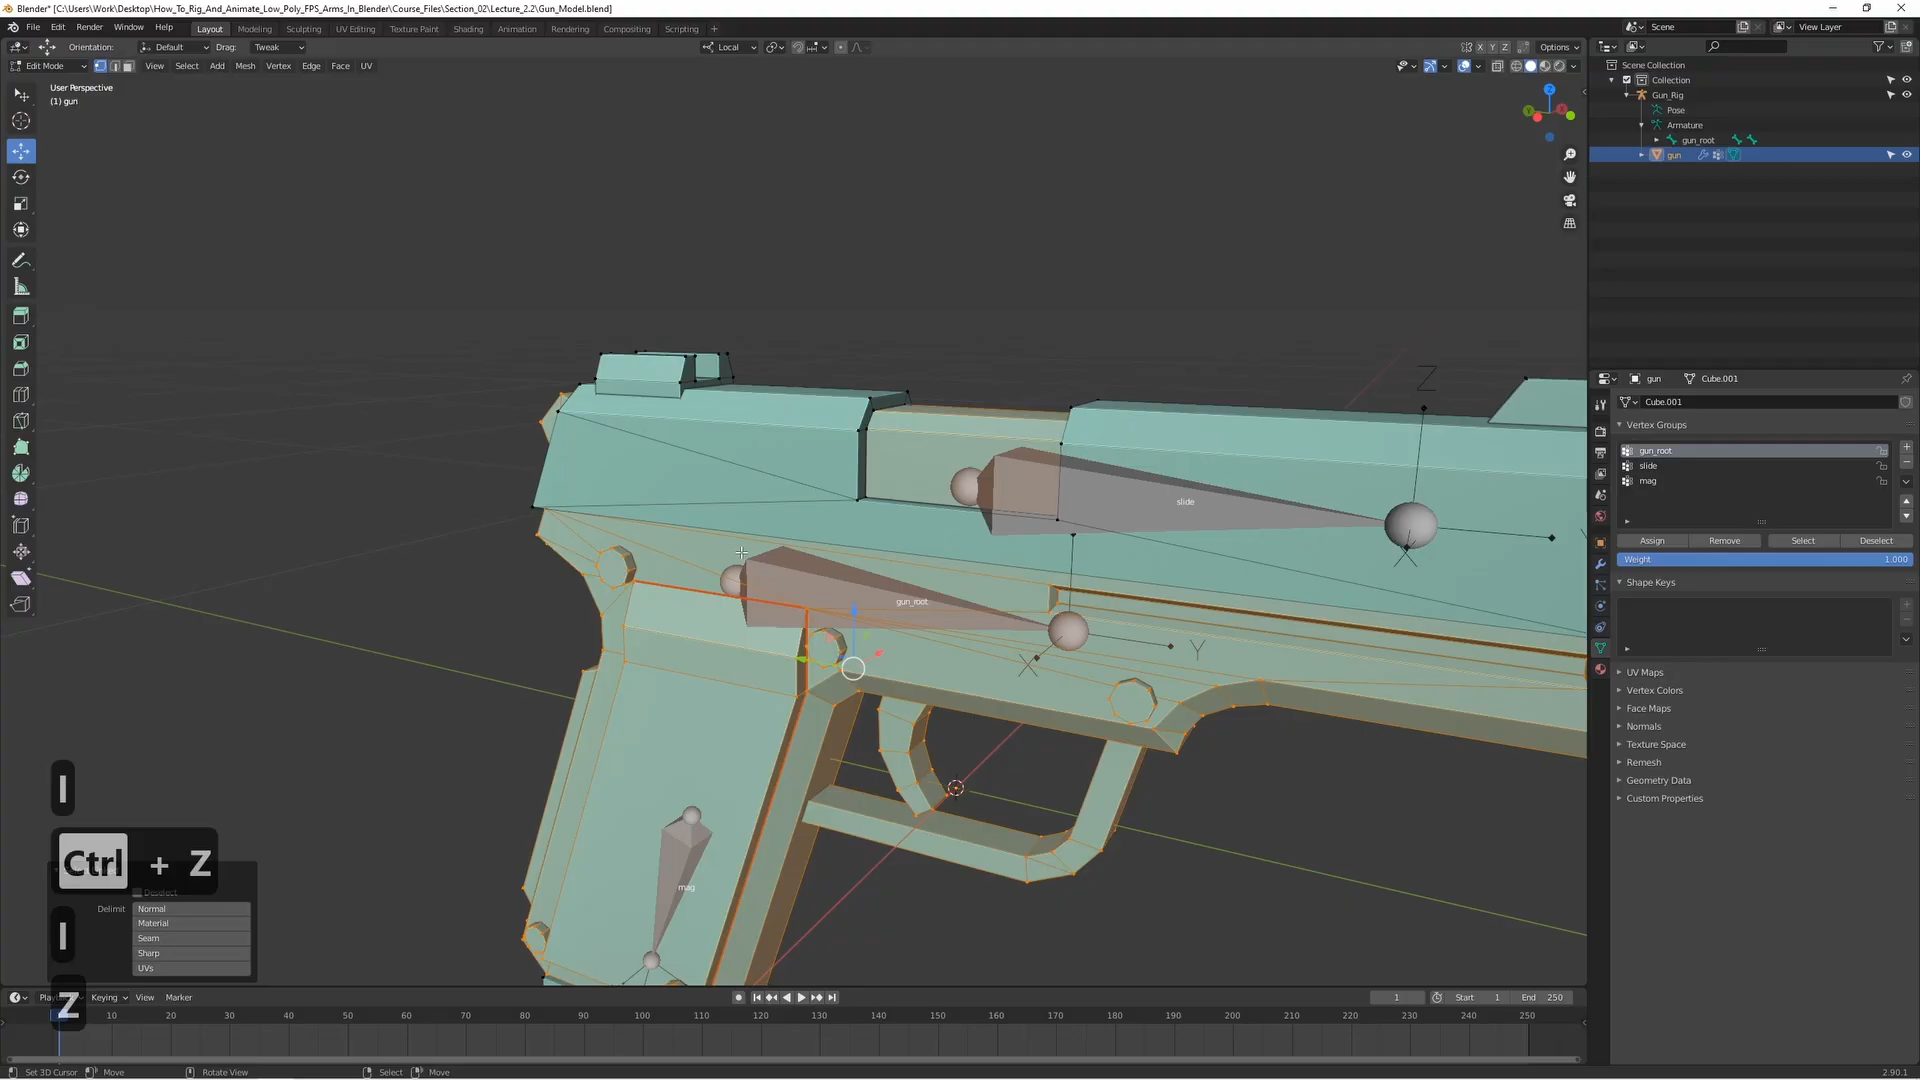 Blender* [C:\Users\Work\Desktop\How_To_Rig_And_Animate_Low_Poly_FPS_Arms_In_Blender\Course_Files\Section_02\Lecture_2.2\Gun_Model.blend]
File Edit Render Window Help Layout Modeling Sculpting UV Editing Texture Paint Shading Animation Rendering Compositing Scripting + Scene View Layer
Orientation: Default Drag: Tweak Local X Y Z Options
Edit Mode View Select Add Mesh Vertex Edge Face UV
User Perspective
(1) gun
Z
Scene Collection
Collection
Gun_Rig
Pose
Armature
gun_root
gun
gun Cube.001
Cube.001
Vertex Groups
gun_root
slide
mag
Assign Remove Select Deselect
Weight 1.000
Shape Keys
UV Maps
Vertex Colors
Face Maps
Normals
Texture Space
Remesh
Geometry Data
Custom Properties
Z
slide
X
gun_root
Y
X
mag
I
Ctrl + Z
I
Z
Deselect
Delimit Normal
Material
Seam
Sharp
UVs
Keying View Marker 1 Start 1 End 250
10 20 30 40 50 60 70 80 90 100 110 120 130 140 150 160 170 180 190 200 210 220 230 240 250
Set 3D Cursor Move Rotate View Select Move 2.90.1